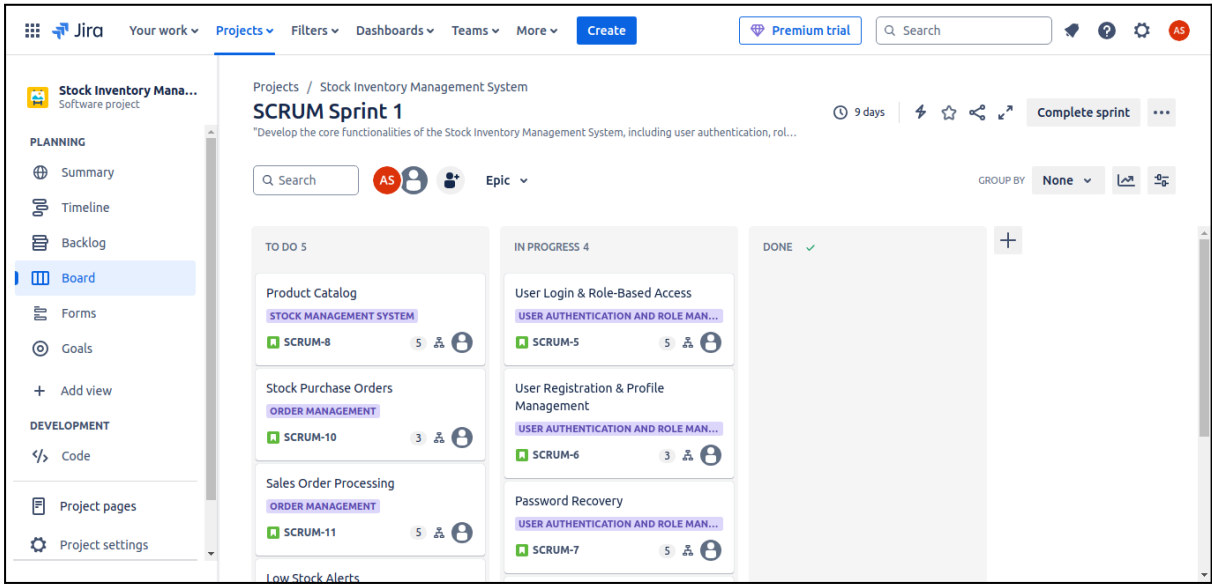 Jira Your work Projects Filters Dashboards Teams More Create Premium trial Search AS
Stock Inventory Mana...
Software project
PLANNING
Summary
Timeline
Backlog
Board
Forms
Goals
Add view
DEVELOPMENT
Code
Project pages
Project settings
Projects / Stock Inventory Management System
SCRUM Sprint 1
9 days
Complete sprint
"Develop the core functionalities of the Stock Inventory Management System, including user authentication, rol...
Search AS Epic GROUP BY None
TO DO 5
Product Catalog
STOCK MANAGEMENT SYSTEM
SCRUM-8 5
Stock Purchase Orders
ORDER MANAGEMENT
SCRUM-10 3
Sales Order Processing
ORDER MANAGEMENT
SCRUM-11 5
Low Stock Alerts
IN PROGRESS 4
User Login & Role-Based Access
USER AUTHENTICATION AND ROLE MAN...
SCRUM-5 5
User Registration & Profile
Management
USER AUTHENTICATION AND ROLE MAN...
SCRUM-6 3
Password Recovery
USER AUTHENTICATION AND ROLE MAN...
SCRUM-7 5
DONE